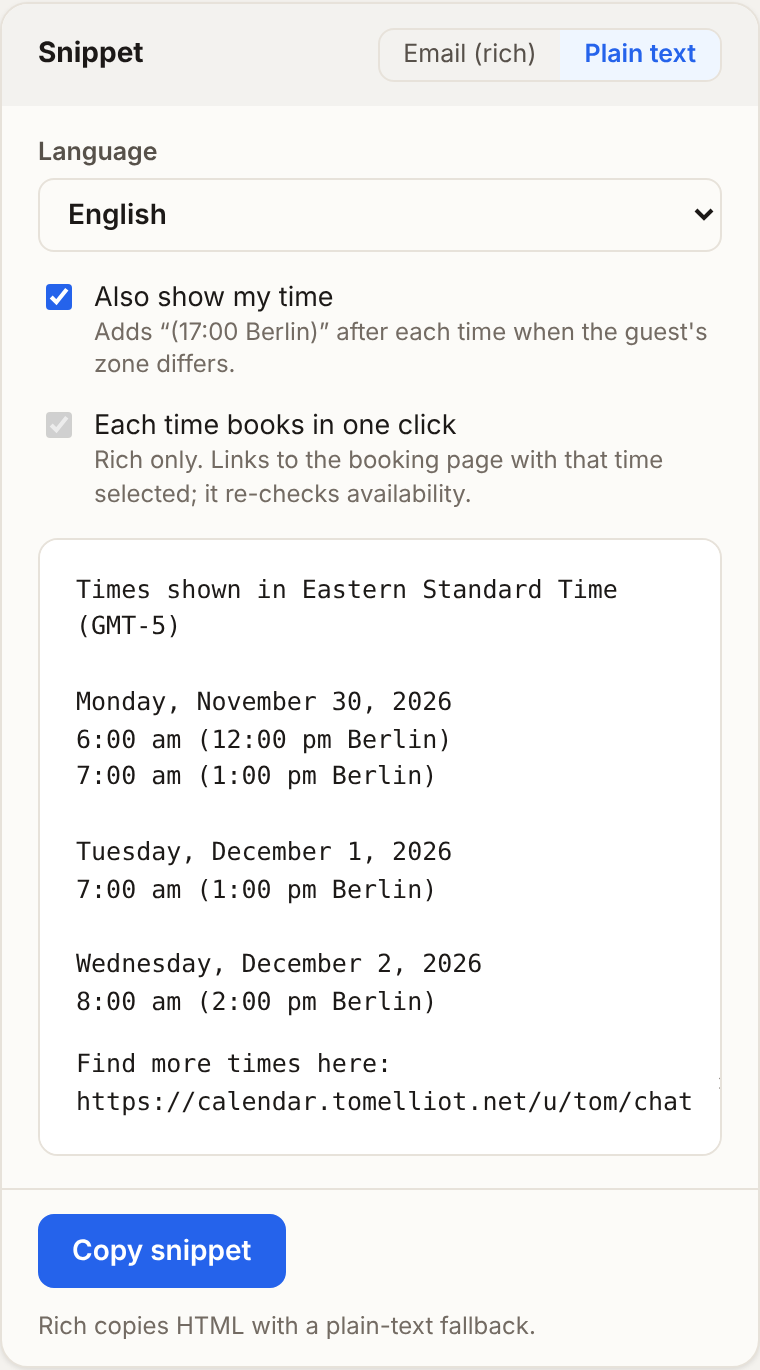 Snippet
Email (rich) Plain text
Language
English
Also show my time
Adds “(17:00 Berlin)” after each time when the guest's
zone differs.
Each time books in one click
Rich only. Links to the booking page with that time
selected; it re-checks availability.
Times shown in Eastern Standard Time
(GMT-5)
Monday, November 30, 2026
6:00 am (12:00 pm Berlin)
7:00 am (1:00 pm Berlin)
Tuesday, December 1, 2026
7:00 am (1:00 pm Berlin)
Wednesday, December 2, 2026
8:00 am (2:00 pm Berlin)
Find more times here:
https://calendar.tomelliot.net/u/tom/chat
Copy snippet
Rich copies HTML with a plain-text fallback.